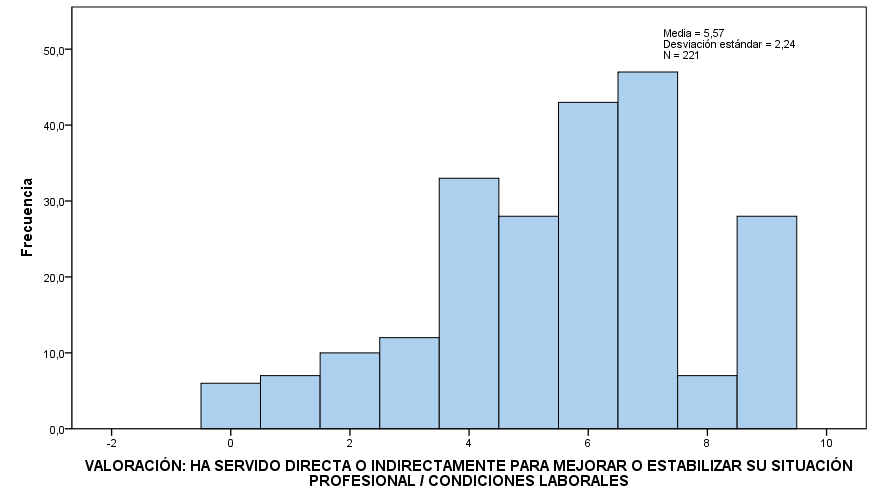 Media = 5,57
Desviación estándar = 2,24
N = 221
50,0
40,0
30,0
20,0
10,0
0,0
Frecuencia
-2
0
2
4
6
8
10
VALORACIÓN: HA SERVIDO DIRECTA O INDIRECTAMENTE PARA MEJORAR O ESTABILIZAR SU SITUACIÓN
PROFESIONAL / CONDICIONES LABORALES